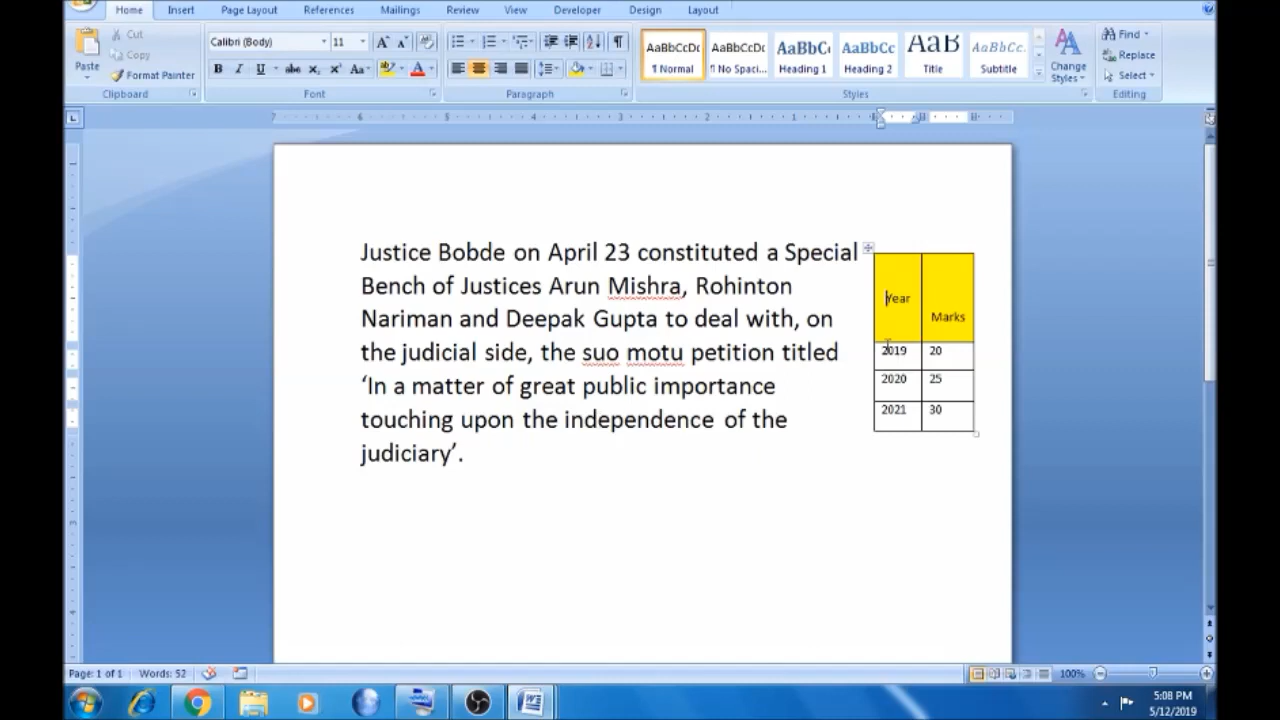 Home Insert Page Layout References Mailings Review View Developer Design Layout
Cut
Copy
Paste
Format Painter
Clipboard
Calibri (Body) 11
B I U abc X₂ X² Aa
Font
Paragraph
AaBbCcDc AaBbCcDc AaBbC AaBbCc AaB AaBbCc.
¶ Normal ¶ No Spaci... Heading 1 Heading 2 Title Subtitle
Change
Styles
Styles
Find
Replace
Select
Editing
Justice Bobde on April 23 constituted a Special
Bench of Justices Arun Mishra, Rohinton
Nariman and Deepak Gupta to deal with, on
the judicial side, the suo motu petition titled
‘In a matter of great public importance
touching upon the independence of the
judiciary’.
Year Marks
2019 20
2020 25
2021 30
Page: 1 of 1 Words: 52 100%
5:08 PM
5/12/2019